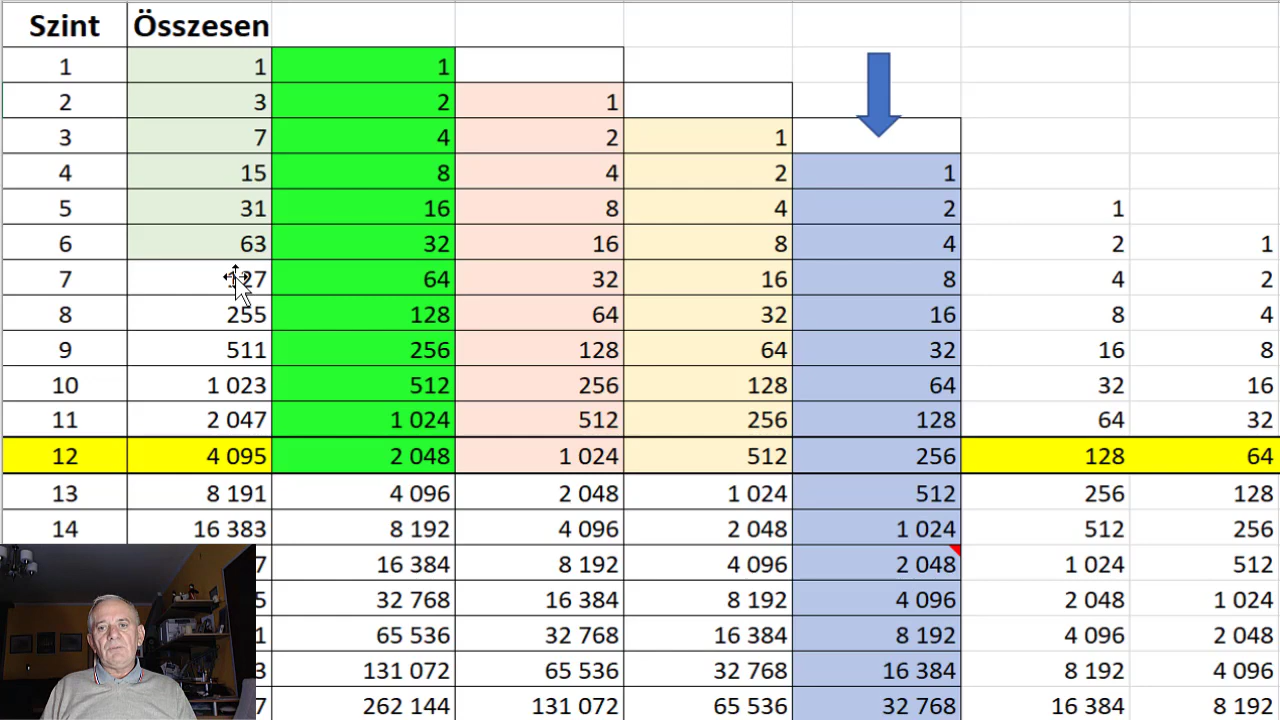 Szint Összesen
1 1 1
2 3 2 1
3 7 4 2 1
4 15 8 4 2 1
5 31 16 8 4 2 1
6 63 32 16 8 4 2 1
7 127 64 32 16 8 4 2
8 255 128 64 32 16 8 4
9 511 256 128 64 32 16 8
10 1 023 512 256 128 64 32 16
11 2 047 1 024 512 256 128 64 32
12 4 095 2 048 1 024 512 256 128 64
13 8 191 4 096 2 048 1 024 512 256 128
14 16 383 8 192 4 096 2 048 1 024 512 256
7 16 384 8 192 4 096 2 048 1 024 512
5 32 768 16 384 8 192 4 096 2 048 1 024
1 65 536 32 768 16 384 8 192 4 096 2 048
3 131 072 65 536 32 768 16 384 8 192 4 096
7 262 144 131 072 65 536 32 768 16 384 8 192